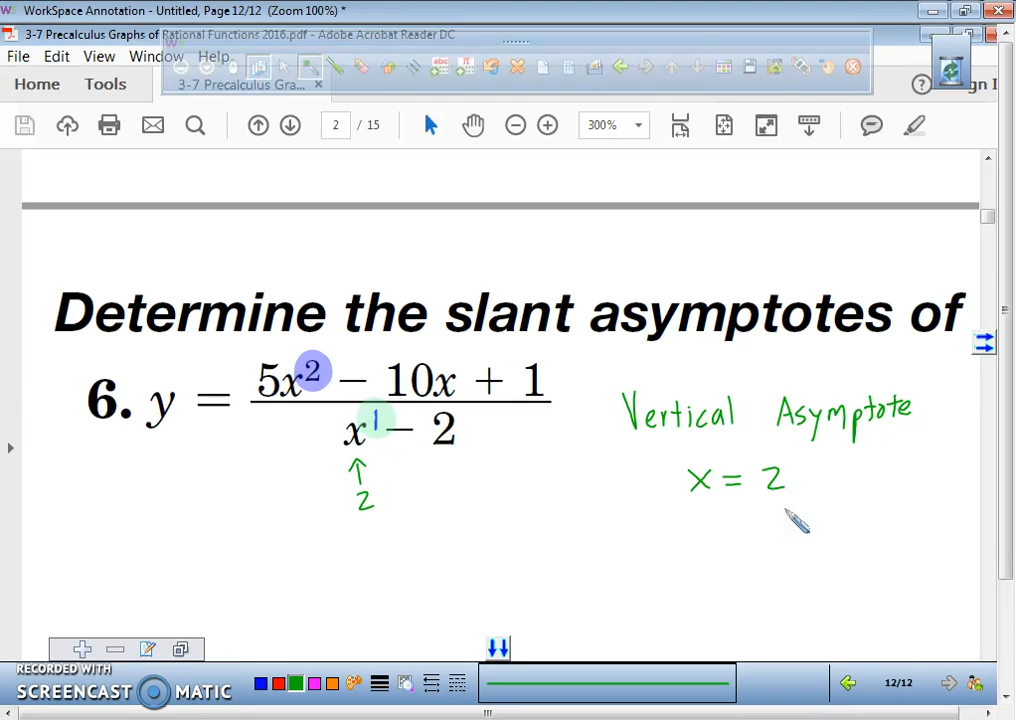 WorkSpace Annotation - Untitled, Page 12/12 (Zoom 100%) *
3-7 Precalculus Graphs of Rational Functions 2016.pdf - Adobe Acrobat Reader DC
File Edit View Window Help
Home Tools 3-7 Precalculus Gra... × ? gn I
2 / 15 300%
Determine the slant asymptotes of
6. y = (5x² − 10x + 1) / (x¹ − 2)
↑
2
Vertical Asymptote
x = 2
RECORDED WITH
SCREENCAST MATIC
12/12